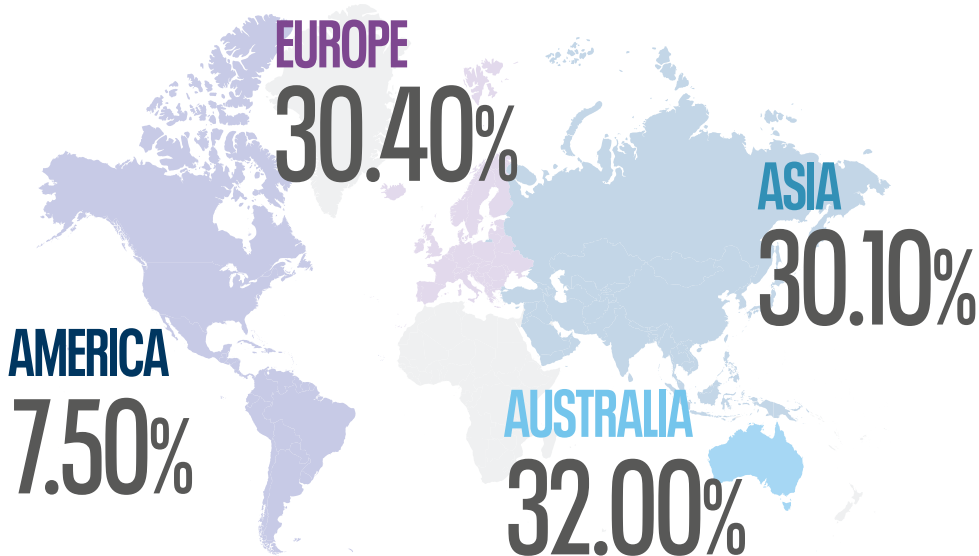 EUROPE
30.40%
ASIA
30.10%
AMERICA
7.50%
AUSTRALIA
32.00%